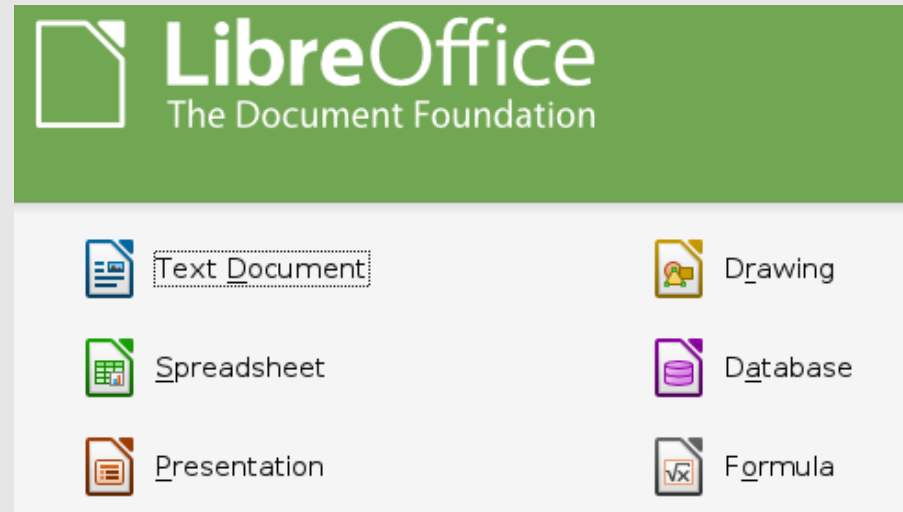 LibreOffice
The Document Foundation
Text Document
Drawing
Spreadsheet
Database
Presentation
Formula